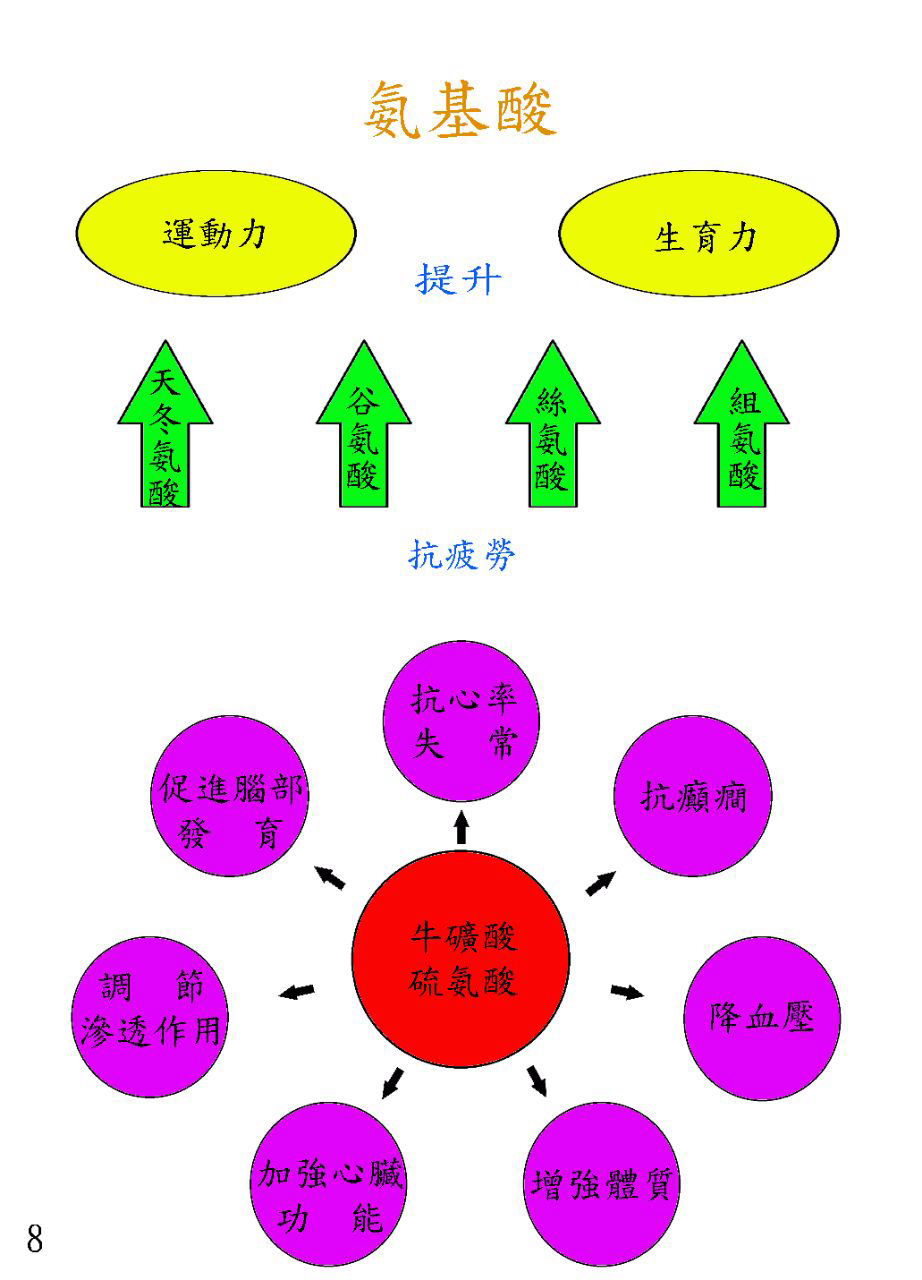 氨基酸
運動力
生育力
提升
天冬氨酸
谷氨酸
絲氨酸
組氨酸
抗疲勞
抗心率
失 常
促進腦部
發 育
抗癲癇
牛礦酸
硫氨酸
調 節
滲透作用
降血壓
加強心臟
功 能
增強體質
8